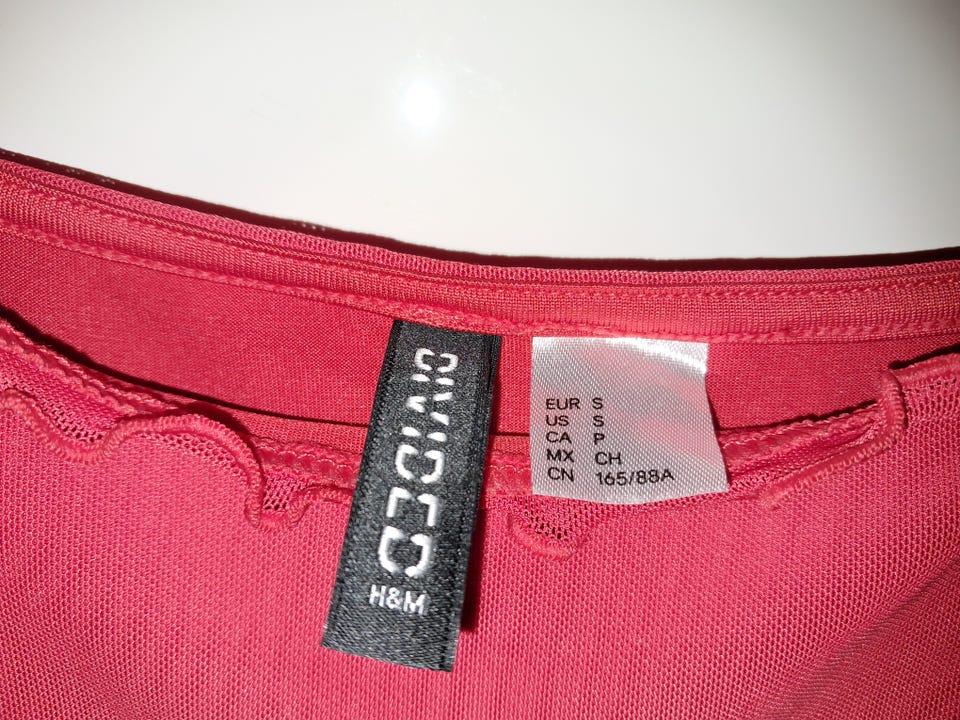 DIVIDED
H&M
EUR S
US S
CA P
MX CH
CN 165/88A